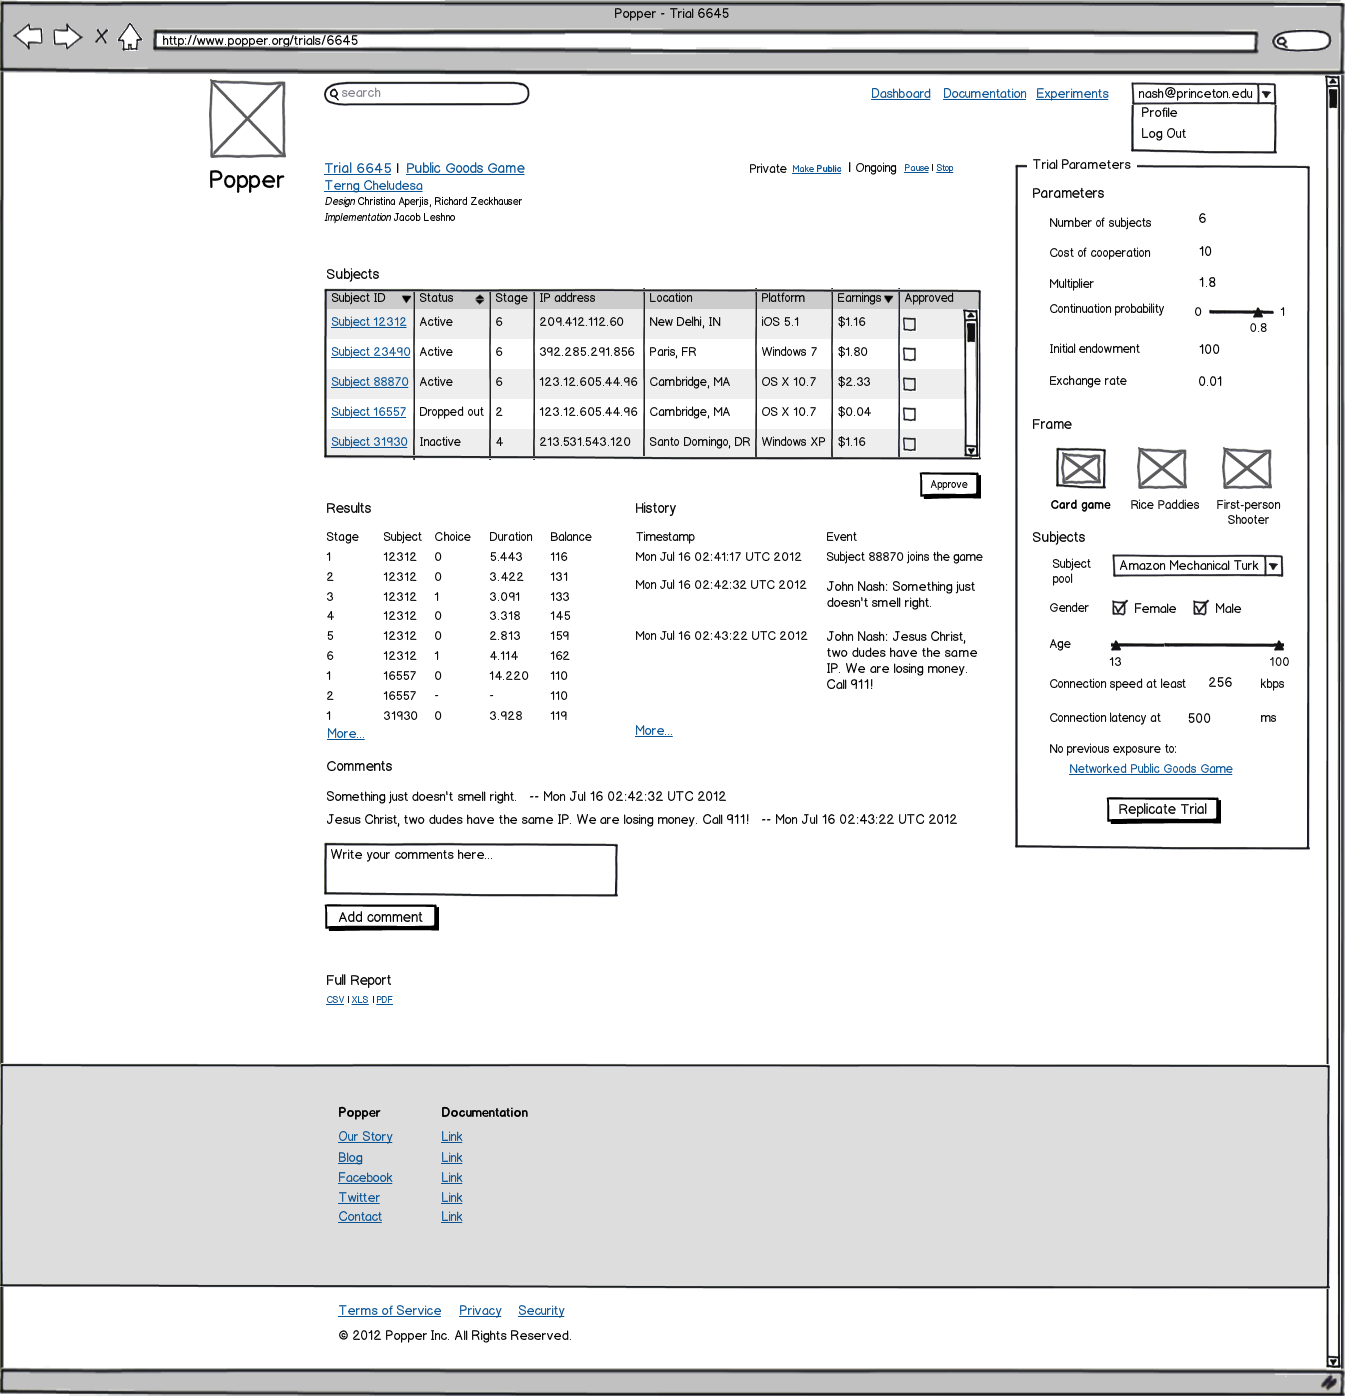 Popper - Trial 6645
http://www.popper.org/trials/6645
search
Dashboard Documentation Experiments
nash@princeton.edu
Profile
Log Out
Popper
Trial 6645 | Public Goods Game
Terng Cheludesa
Design Christina Aperjis, Richard Zeckhauser
Implementation Jacob Leshno
Private Make Public | Ongoing Pause | Stop
Subjects
Subject ID Status Stage IP address Location Platform Earnings Approved
Subject 12312 Active 6 209.412.112.60 New Delhi, IN iOS 5.1 $1.16
Subject 23490 Active 6 392.285.291.856 Paris, FR Windows 7 $1.80
Subject 88870 Active 6 123.12.605.44.96 Cambridge, MA OS X 10.7 $2.33
Subject 16557 Dropped out 2 123.12.605.44.96 Cambridge, MA OS X 10.7 $0.04
Subject 31930 Inactive 4 213.531.543.120 Santo Domingo, DR Windows XP $1.16
Approve
Results
Stage Subject Choice Duration Balance
1 12312 0 5.443 116
2 12312 0 3.422 131
3 12312 1 3.091 133
4 12312 0 3.318 145
5 12312 0 2.813 159
6 12312 1 4.114 162
1 16557 0 14.220 110
2 16557 - - 110
1 31930 0 3.928 119
More...
History
Timestamp Event
Mon Jul 16 02:41:17 UTC 2012 Subject 88870 joins the game
Mon Jul 16 02:42:32 UTC 2012 John Nash: Something just
doesn't smell right.
Mon Jul 16 02:43:22 UTC 2012 John Nash: Jesus Christ,
two dudes have the same
IP. We are losing money.
Call 911!
More...
Comments
Something just doesn't smell right. -- Mon Jul 16 02:42:32 UTC 2012
Jesus Christ, two dudes have the same IP. We are losing money. Call 911! -- Mon Jul 16 02:43:22 UTC 2012
Write your comments here...
Add comment
Full Report
CSV | XLS | PDF
Trial Parameters
Parameters
Number of subjects 6
Cost of cooperation 10
Multiplier 1.8
Continuation probability 0 1
0.8
Initial endowment 100
Exchange rate 0.01
Frame
Card game Rice Paddies First-person
Shooter
Subjects
Subject
pool
Amazon Mechanical Turk
Gender Female Male
Age
13 100
Connection speed at least 256 kbps
Connection latency at 500 ms
No previous exposure to:
Networked Public Goods Game
Replicate Trial
Popper Documentation
Our Story Link
Blog Link
Facebook Link
Twitter Link
Contact Link
Terms of Service Privacy Security
© 2012 Popper Inc. All Rights Reserved.